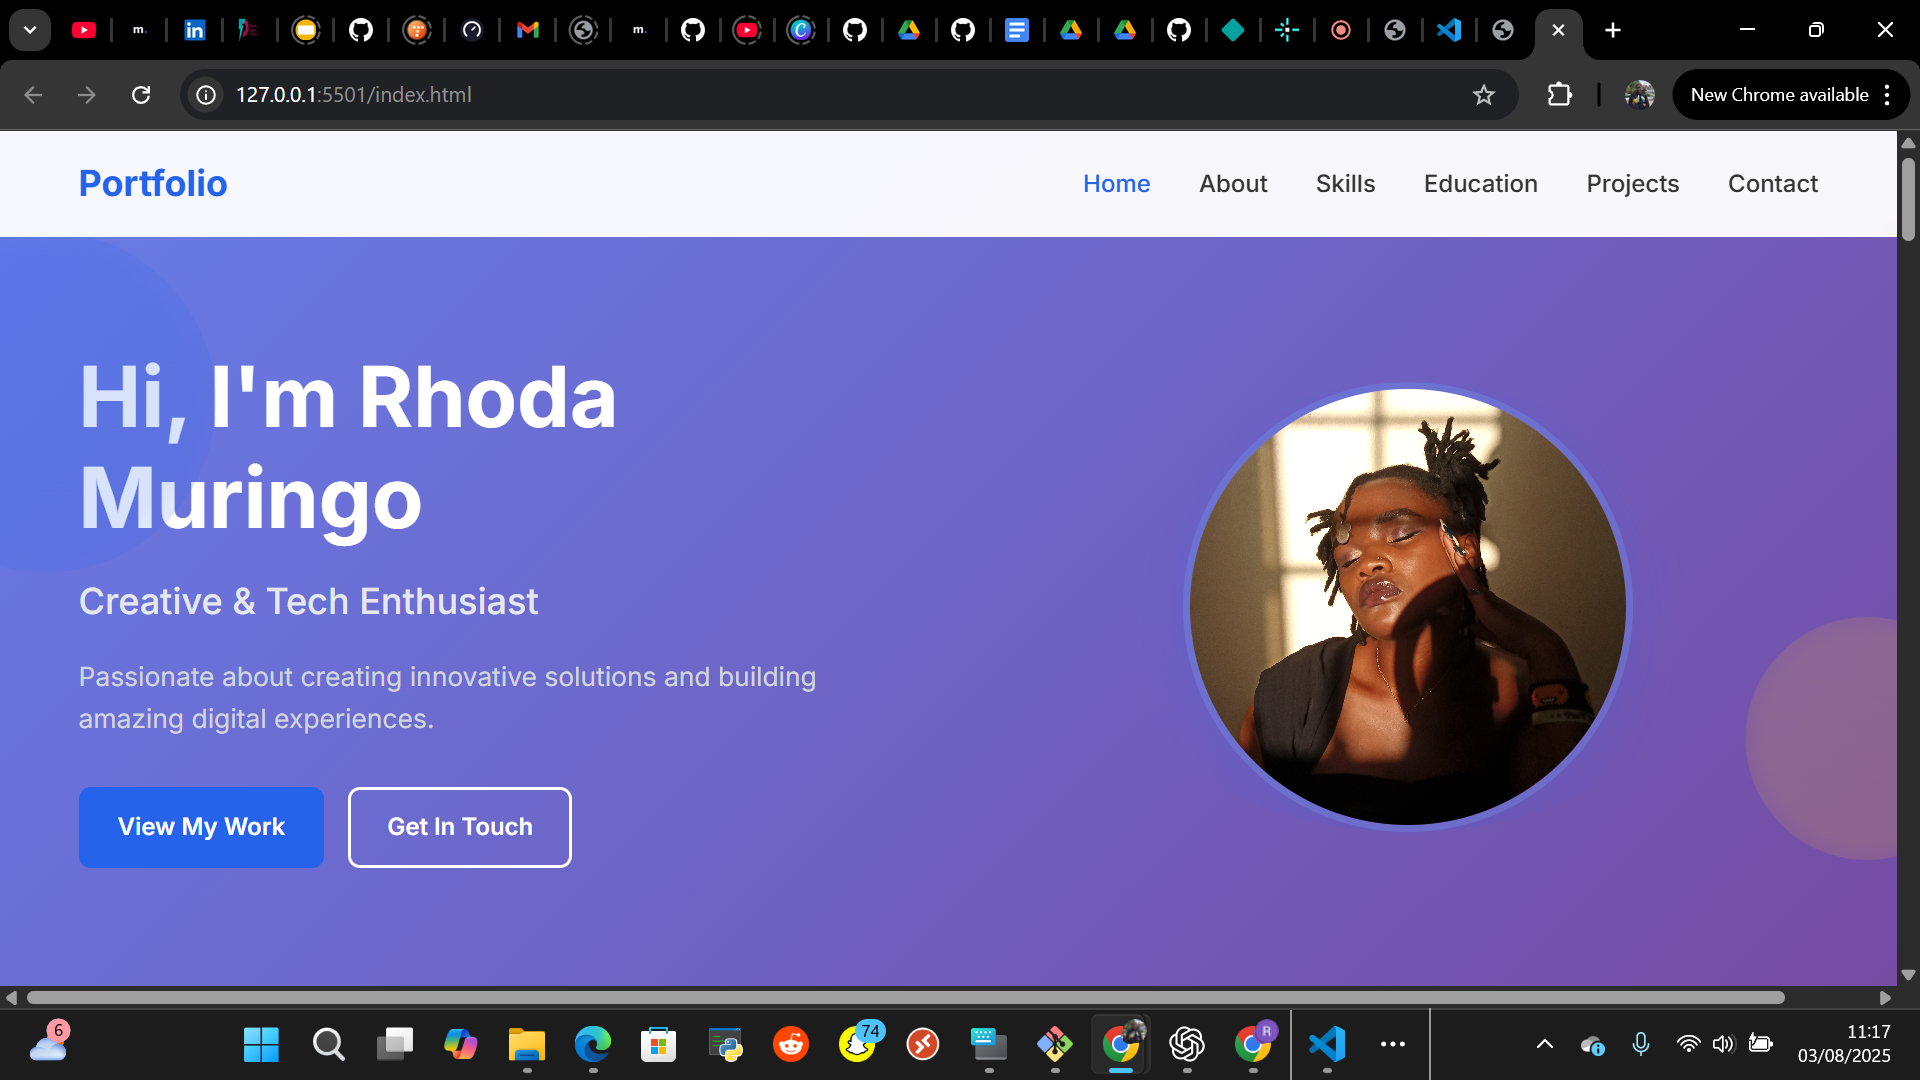 m.
in
m.
127.0.0.1:5501/index.html
New Chrome available
Portfolio
Home About Skills Education Projects Contact
Hi, I'm Rhoda
Muringo
Creative & Tech Enthusiast
Passionate about creating innovative solutions and building
amazing digital experiences.
View My Work Get In Touch
6
74
R
11:17
03/08/2025